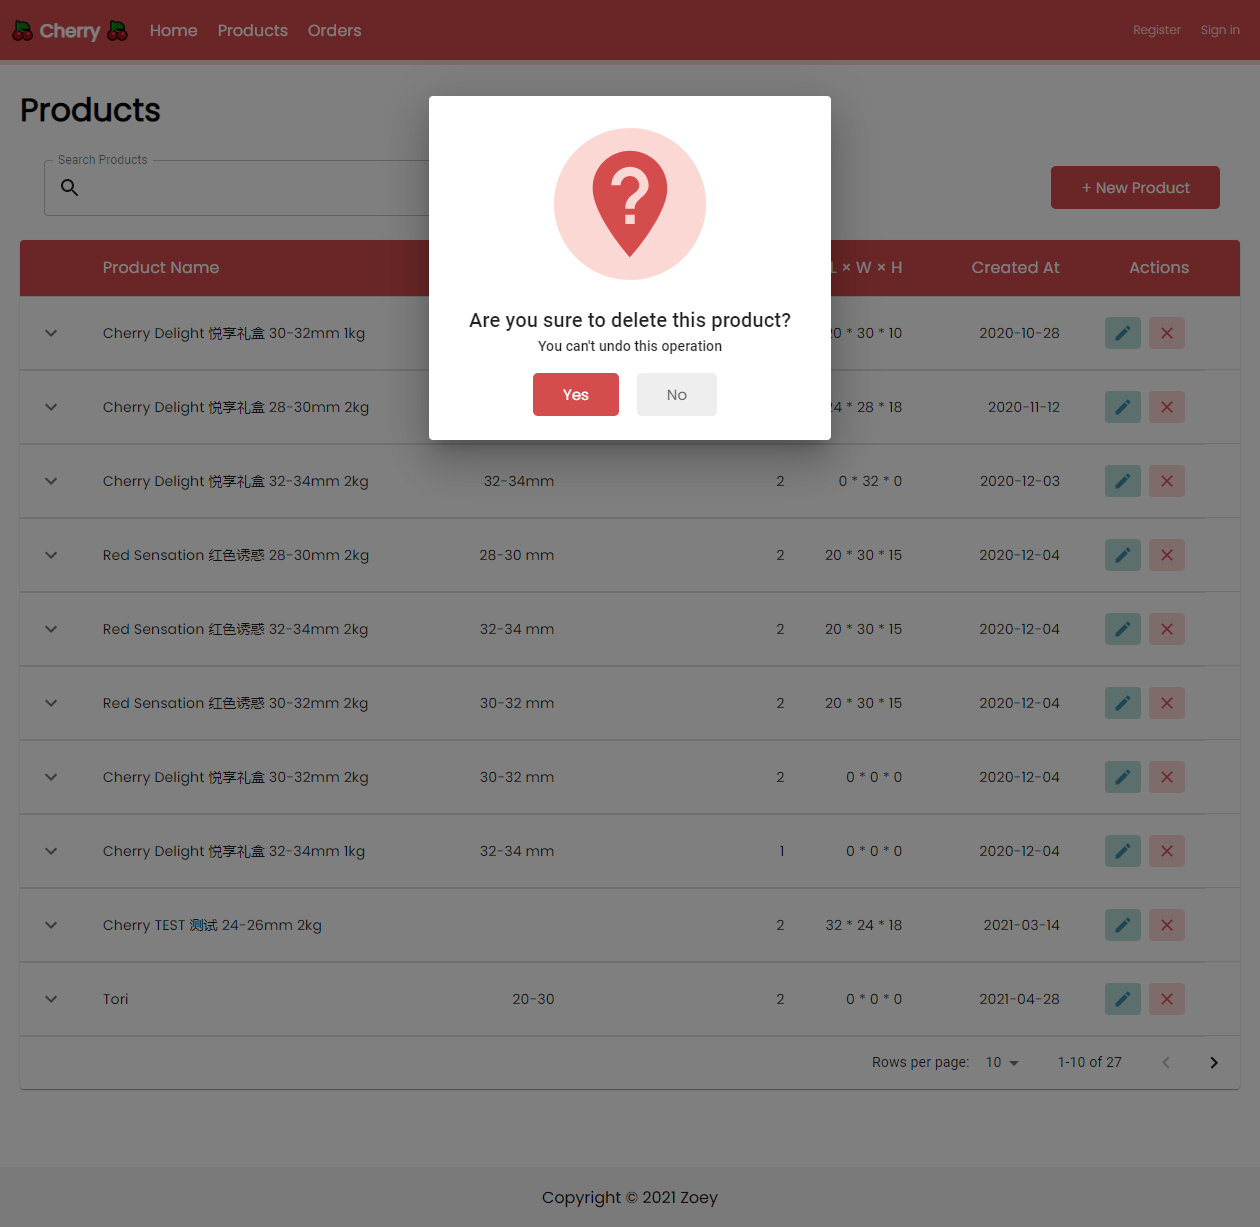 Cherry
Home Products Orders
Register Sign in
Products
Search Products
+ New Product
Product Name
L × W × H
Created At
Actions
?
Are you sure to delete this product?
You can't undo this operation
Yes
No
Cherry Delight 悦享礼盒 30-32mm 1kg
20 * 30 * 10 2020-10-28
Cherry Delight 悦享礼盒 28-30mm 2kg
24 * 28 * 18 2020-11-12
Cherry Delight 悦享礼盒 32-34mm 2kg 32-34mm 2 0 * 32 * 0 2020-12-03
Red Sensation 红色诱惑 28-30mm 2kg 28-30 mm 2 20 * 30 * 15 2020-12-04
Red Sensation 红色诱惑 32-34mm 2kg 32-34 mm 2 20 * 30 * 15 2020-12-04
Red Sensation 红色诱惑 30-32mm 2kg 30-32 mm 2 20 * 30 * 15 2020-12-04
Cherry Delight 悦享礼盒 30-32mm 2kg 30-32 mm 2 0 * 0 * 0 2020-12-04
Cherry Delight 悦享礼盒 32-34mm 1kg 32-34 mm 1 0 * 0 * 0 2020-12-04
Cherry TEST 测试 24-26mm 2kg 2 32 * 24 * 18 2021-03-14
Tori 20-30 2 0 * 0 * 0 2021-04-28
Rows per page: 10 1-10 of 27
Copyright © 2021 Zoey